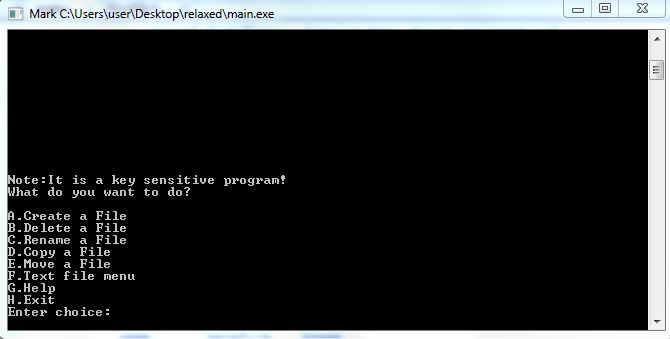 Mark C:\Users\user\Desktop\relaxed\main.exe
Note:It is a key sensitive program!
What do you want to do?
A.Create a File
B.Delete a File
C.Rename a File
D.Copy a File
E.Move a File
F.Text file menu
G.Help
H.Exit
Enter choice: